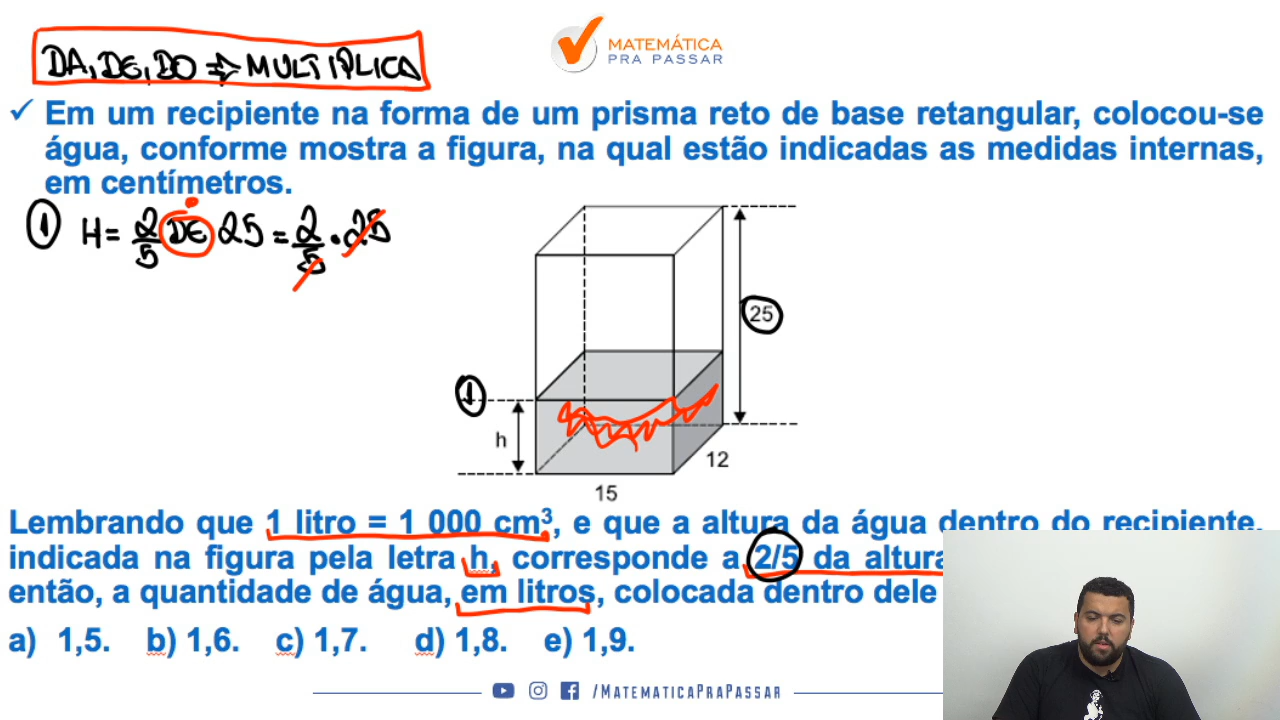 DA, DE, DO ⇒ MULTIPLICA
MATEMÁTICA
PRA PASSAR
✓ Em um recipiente na forma de um prisma reto de base retangular, colocou-se
água, conforme mostra a figura, na qual estão indicadas as medidas internas,
em centímetros.
1 H = 2/5 DE 25 = 2/5 · 25
25
1
h
12
15
Lembrando que 1 litro = 1 000 cm³, e que a altura da água dentro do recipiente,
indicada na figura pela letra h, corresponde a 2/5 da altura
então, a quantidade de água, em litros, colocada dentro dele
a) 1,5. b) 1,6. c) 1,7. d) 1,8. e) 1,9.
/MATEMATICAPRAPASSAR